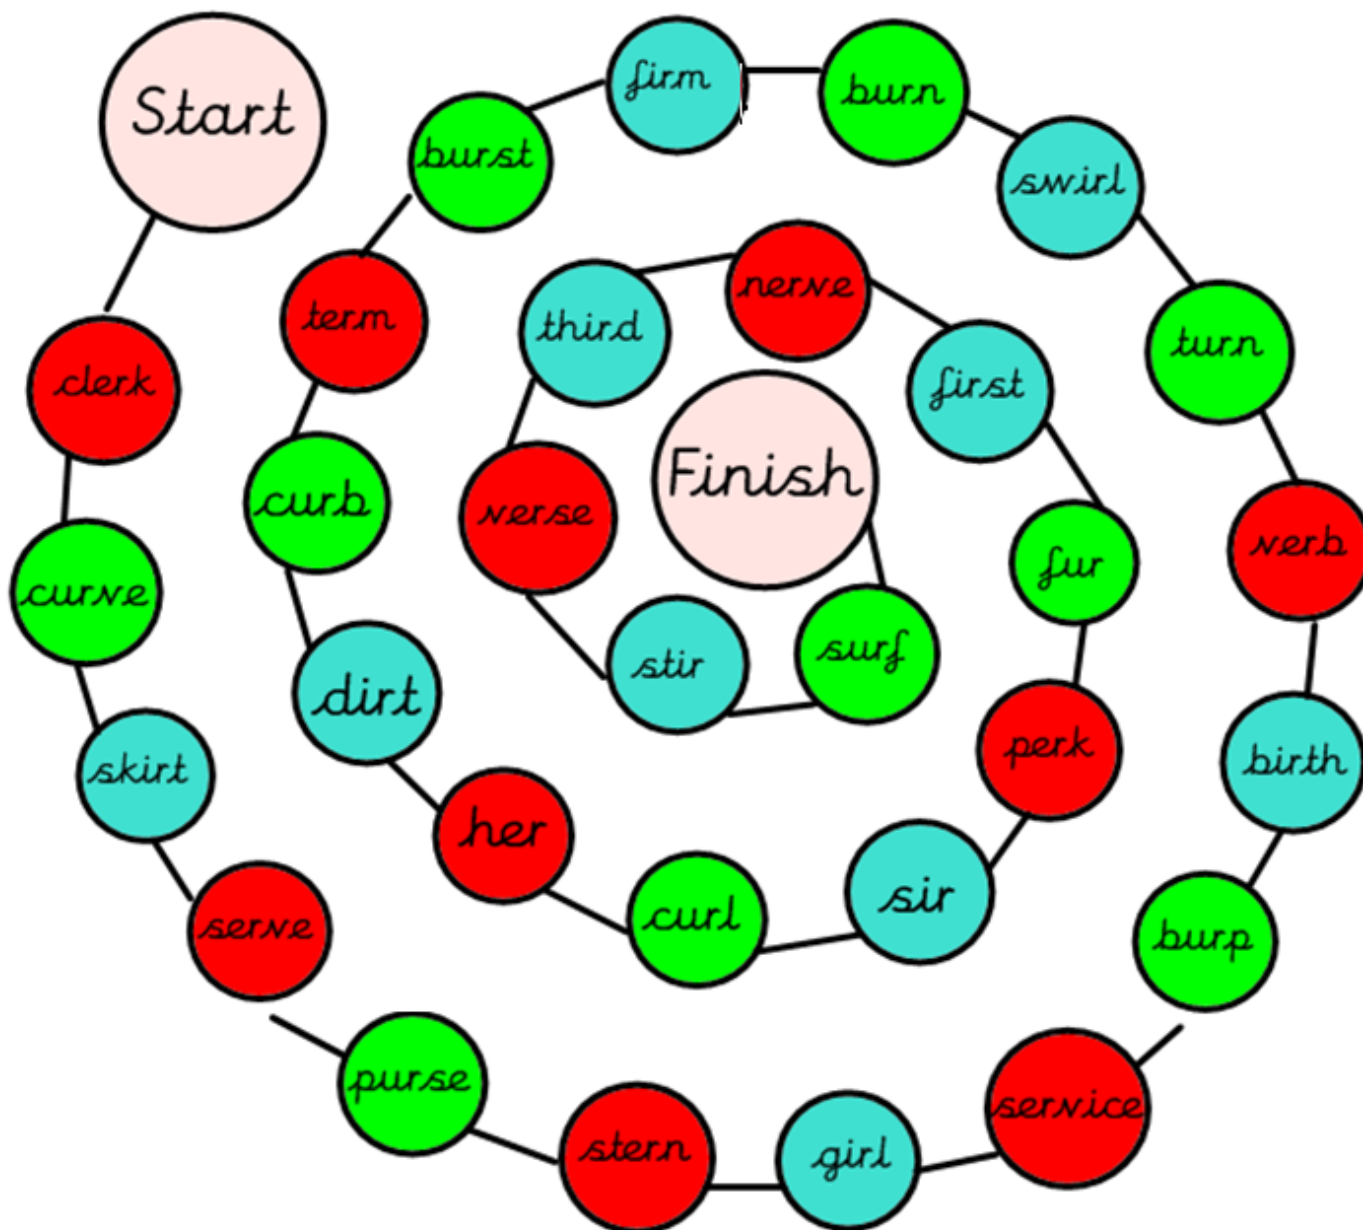 Start
clerk
curve
skirt
serve
purse
stern
girl
service
burp
birth
verb
turn
swirl
burn
firm
burst
term
curb
dirt
her
curl
sir
perk
fur
first
nerve
third
verse
stir
surf
Finish